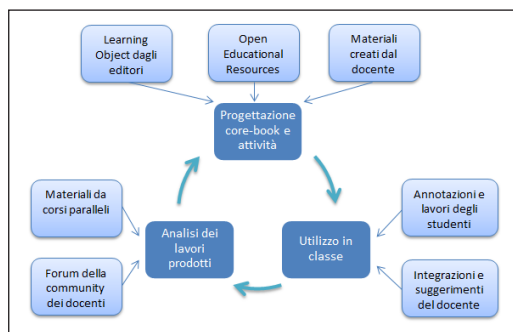 Learning
Object dagli
editori
Open
Educational
Resources
Materiali
creati dal
docente
Progettazione
core-book e
attività
Materiali da
corsi paralleli
Annotazioni e
lavori degli
studenti
Analisi dei
lavori
prodotti
Utilizzo in
classe
Forum della
community
dei docenti
Integrazioni e
suggerimenti
del docente